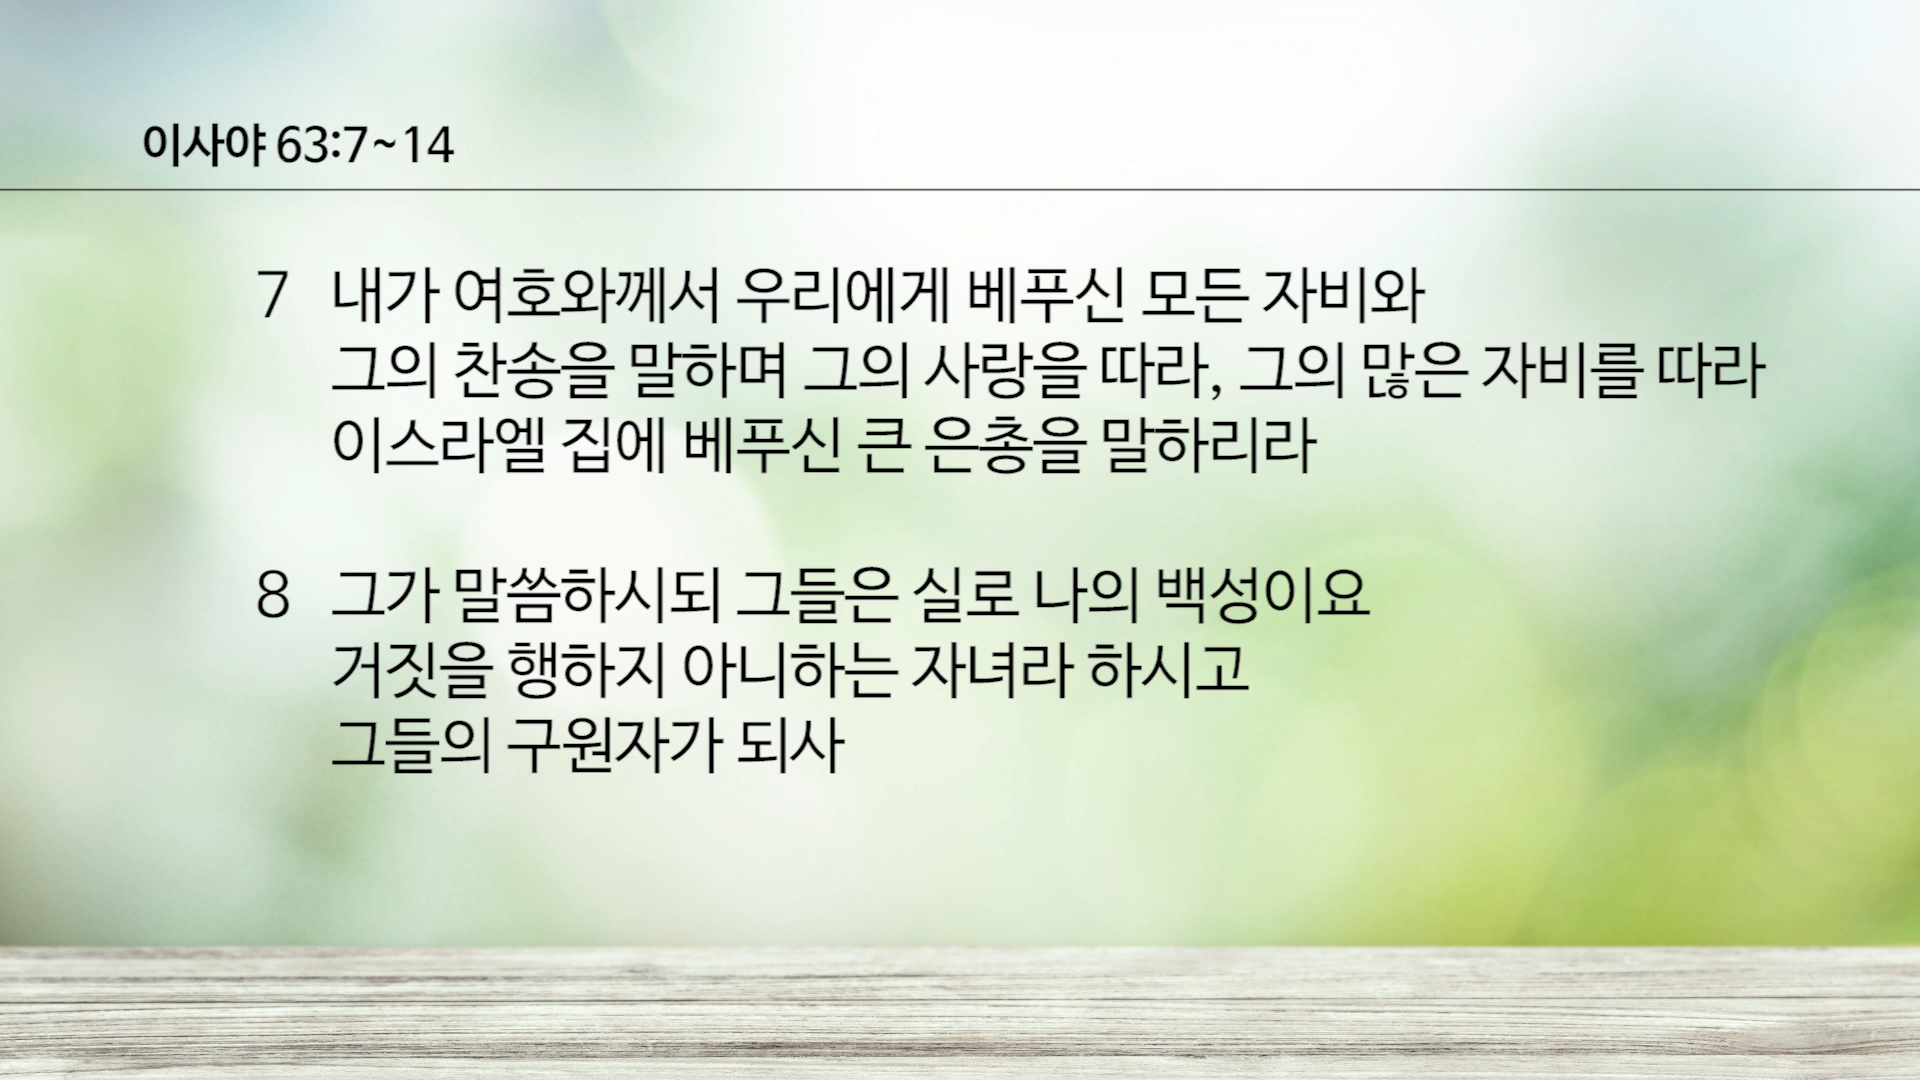 이사야 63:7~14
7 내가 여호와께서 우리에게 베푸신 모든 자비와
그의 찬송을 말하며 그의 사랑을 따라, 그의 많은 자비를 따라
이스라엘 집에 베푸신 큰 은총을 말하리라
8 그가 말씀하시되 그들은 실로 나의 백성이요
거짓을 행하지 아니하는 자녀라 하시고
그들의 구원자가 되사